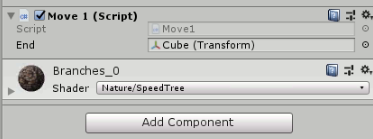 Move 1 (Script)
Script Move1
End Cube (Transform)
Branches_0
Shader Nature/SpeedTree
Add Component